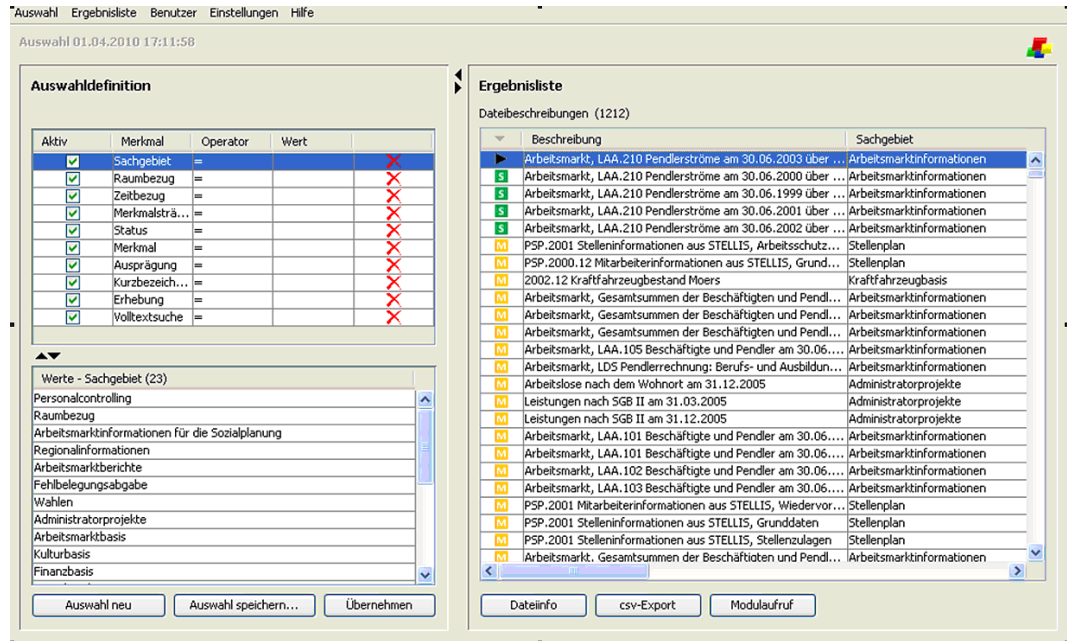 Auswahl Ergebnisliste Benutzer Einstellungen Hilfe
Auswahl 01.04.2010 17:11:58
Auswahldefinition
Aktiv Merkmal Operator Wert
Sachgebiet =
Raumbezug =
Zeitbezug =
Merkmalsträ... =
Status =
Merkmal =
Ausprägung =
Kurzbezeich... =
Erhebung =
Volltextsuche =
Werte - Sachgebiet (23)
Personalcontrolling
Raumbezug
Arbeitsmarktinformationen für die Sozialplanung
Regionalinformationen
Arbeitsmarktberichte
Fehlbelegungsabgabe
Wahlen
Administratorprojekte
Arbeitsmarktbasis
Kulturbasis
Finanzbasis
Auswahl neu Auswahl speichern... Übernehmen
Ergebnisliste
Dateibeschreibungen (1212)
Beschreibung Sachgebiet
Arbeitsmarkt, LAA.210 Pendlerströme am 30.06.2003 über ... Arbeitsmarktinformationen
S Arbeitsmarkt, LAA.210 Pendlerströme am 30.06.2000 über ... Arbeitsmarktinformationen
S Arbeitsmarkt, LAA.210 Pendlerströme am 30.06.1999 über ... Arbeitsmarktinformationen
S Arbeitsmarkt, LAA.210 Pendlerströme am 30.06.2001 über ... Arbeitsmarktinformationen
S Arbeitsmarkt, LAA.210 Pendlerströme am 30.06.2002 über ... Arbeitsmarktinformationen
M PSP.2001 Stelleninformationen aus STELLIS, Arbeitsschutz... Stellenplan
M PSP.2000.12 Mitarbeiterinformationen aus STELLIS, Grund... Stellenplan
M 2002.12 Kraftfahrzeugbestand Moers Kraftfahrzeugbasis
M Arbeitsmarkt, Gesamtsummen der Beschäftigten und Pendl... Arbeitsmarktinformationen
M Arbeitsmarkt, Gesamtsummen der Beschäftigten und Pendl... Arbeitsmarktinformationen
M Arbeitsmarkt, Gesamtsummen der Beschäftigten und Pendl... Arbeitsmarktinformationen
M Arbeitsmarkt, LAA.105 Beschäftigte und Pendler am 30.06.... Arbeitsmarktinformationen
M Arbeitsmarkt, LDS Pendlerrechnung: Berufs- und Ausbildun... Arbeitsmarktinformationen
M Arbeitslose nach dem Wohnort am 31.12.2005 Administratorprojekte
M Leistungen nach SGB II am 31.03.2005 Administratorprojekte
M Leistungen nach SGB II am 31.12.2005 Administratorprojekte
M Arbeitsmarkt, LAA.101 Beschäftigte und Pendler am 30.06.... Arbeitsmarktinformationen
M Arbeitsmarkt, LAA.101 Beschäftigte und Pendler am 30.06.... Arbeitsmarktinformationen
M Arbeitsmarkt, LAA.102 Beschäftigte und Pendler am 30.06.... Arbeitsmarktinformationen
M Arbeitsmarkt, LAA.103 Beschäftigte und Pendler am 30.06.... Arbeitsmarktinformationen
M PSP.2001 Mitarbeiterinformationen aus STELLIS, Wiedervor... Stellenplan
M PSP.2001 Stelleninformationen aus STELLIS, Grunddaten Stellenplan
M PSP.2001 Stelleninformationen aus STELLIS, Stellenzulagen Stellenplan
M Arbeitsmarkt, Gesamtsummen der Beschäftigten und Pendl... Arbeitsmarktinformationen
Dateiinfo csv-Export Modulaufruf